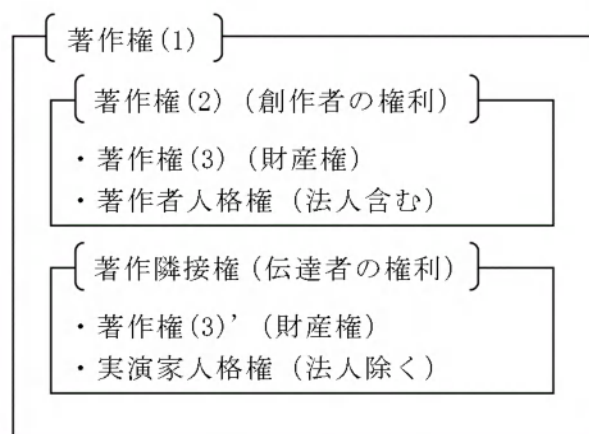 著作権(1)
著作権(2)（創作者の権利）
・著作権(3)（財産権）
・著作者人格権（法人含む）
著作隣接権(伝達者の権利）
・著作権(3)’（財産権）
・実演家人格権（法人除く）